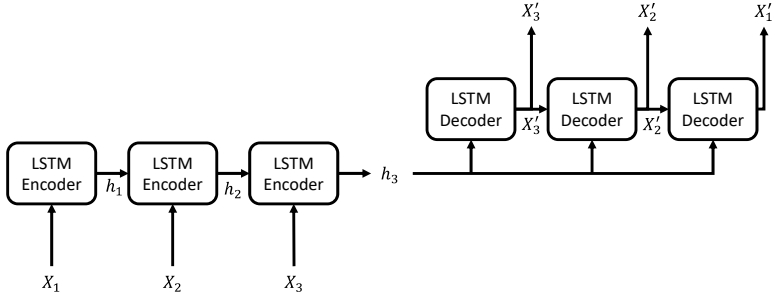 X′₃ X′₂ X′₁
LSTM Decoder
LSTM Decoder
LSTM Decoder
X′₃ X′₂
LSTM Encoder
LSTM Encoder
LSTM Encoder
h₁ h₂ h₃
X₁ X₂ X₃